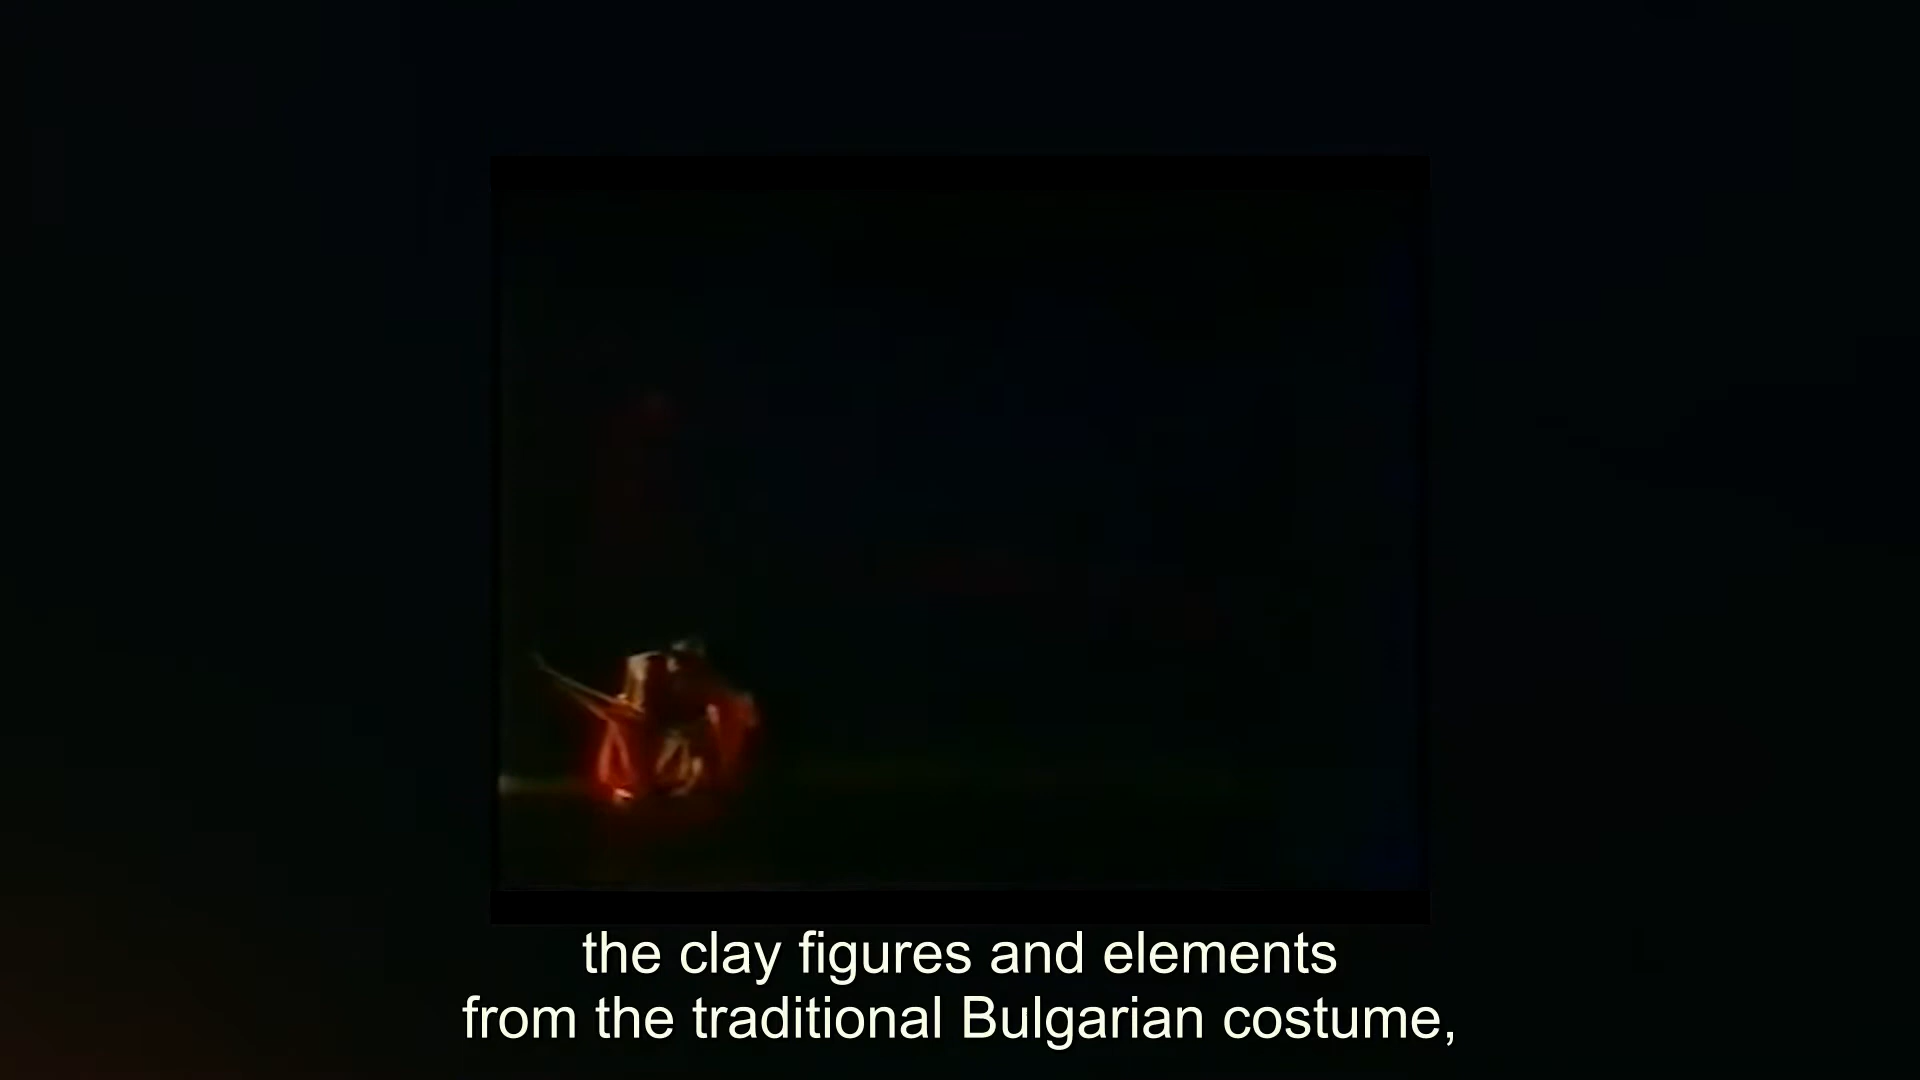 the clay figures and elements
from the traditional Bulgarian costume,